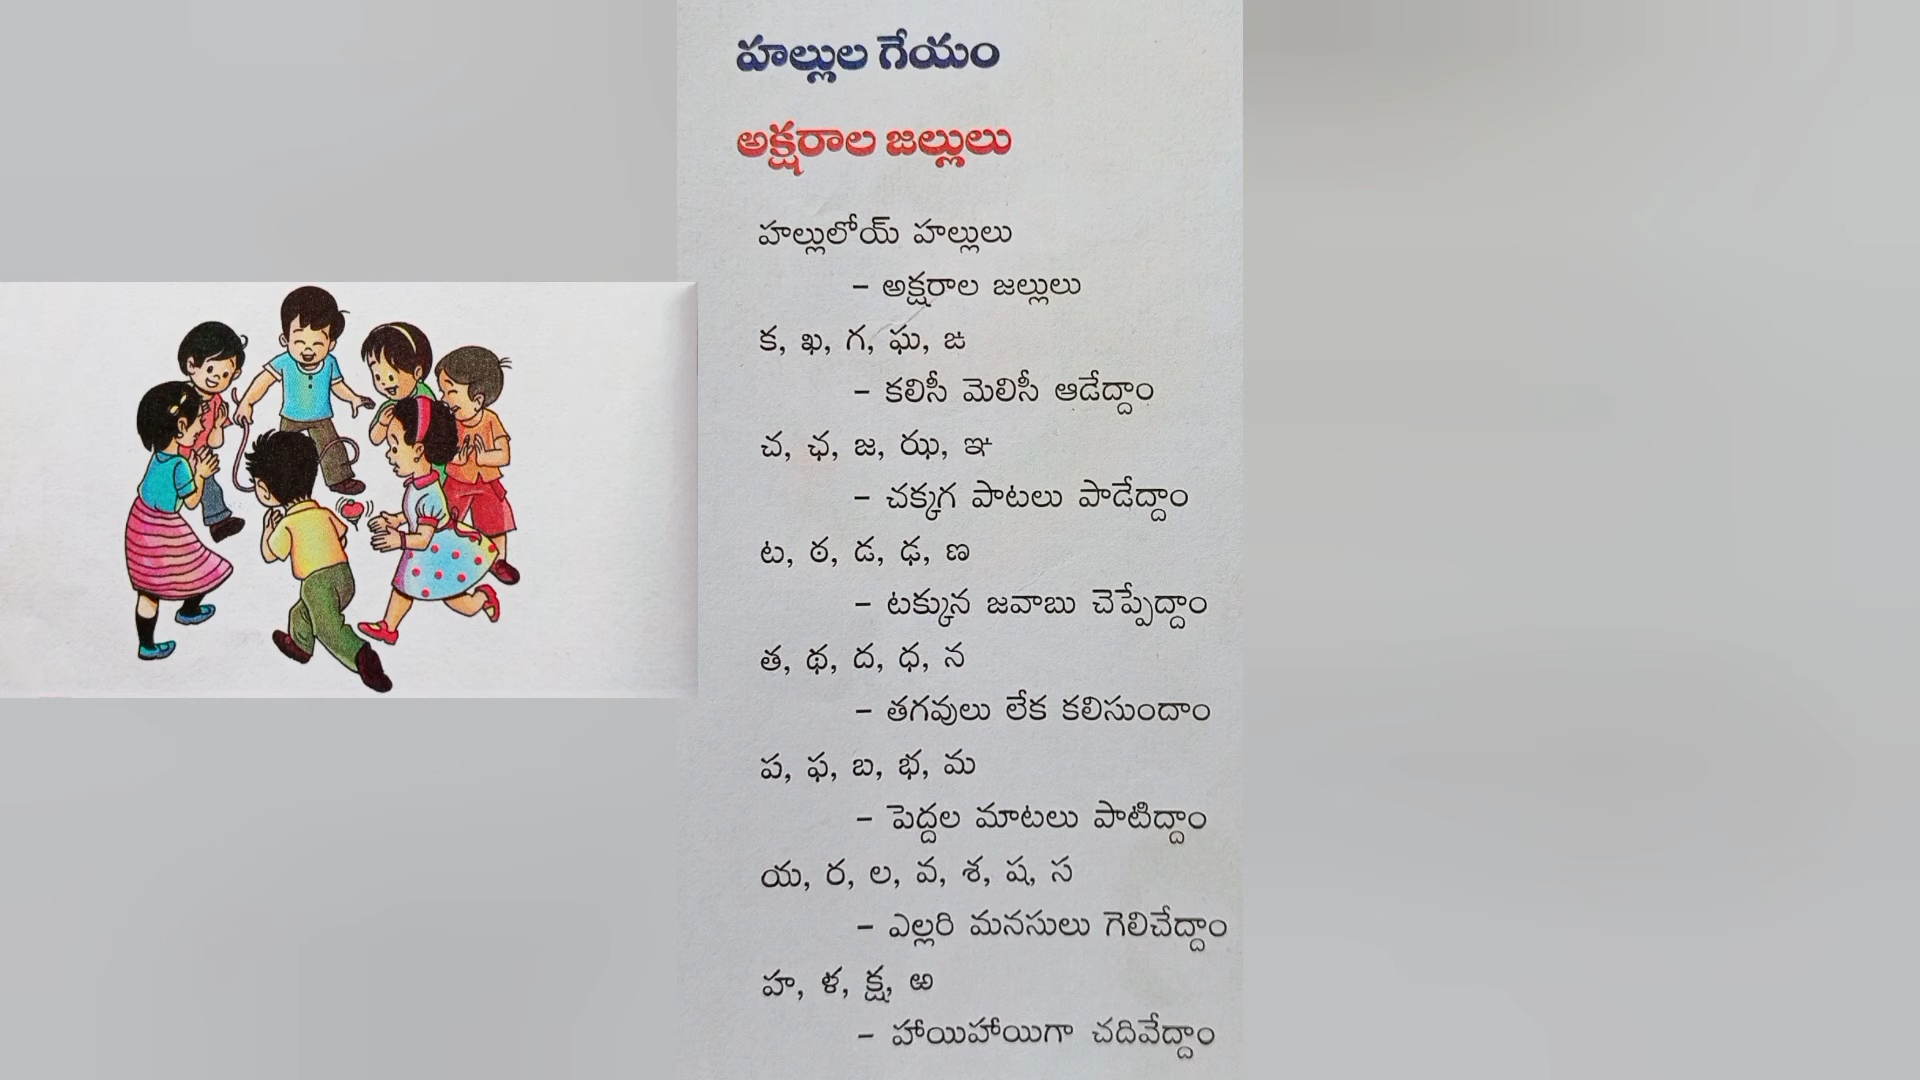 హల్లుల గేయం
అక్షరాల జల్లులు
హల్లులోయ్ హల్లులు
– అక్షరాల జల్లులు
క, ఖ, గ, ఘ, ఙ
– కలిసీ మెలిసీ ఆడేద్దాం
చ, ఛ, జ, ఝ, ఞ
– చక్కగ పాటలు పాడేద్దాం
ట, ఠ, డ, ఢ, ణ
– టక్కున జవాబు చెప్పేద్దాం
త, థ, ద, ధ, న
– తగవులు లేక కలిసుందాం
ప, ఫ, బ, భ, మ
– పెద్దల మాటలు పాటిద్దాం
య, ర, ల, వ, శ, ష, స
– ఎల్లరి మనసులు గెలిచేద్దాం
హ, ళ, క్ష, ఱ
– హాయిహాయిగా చదివేద్దాం